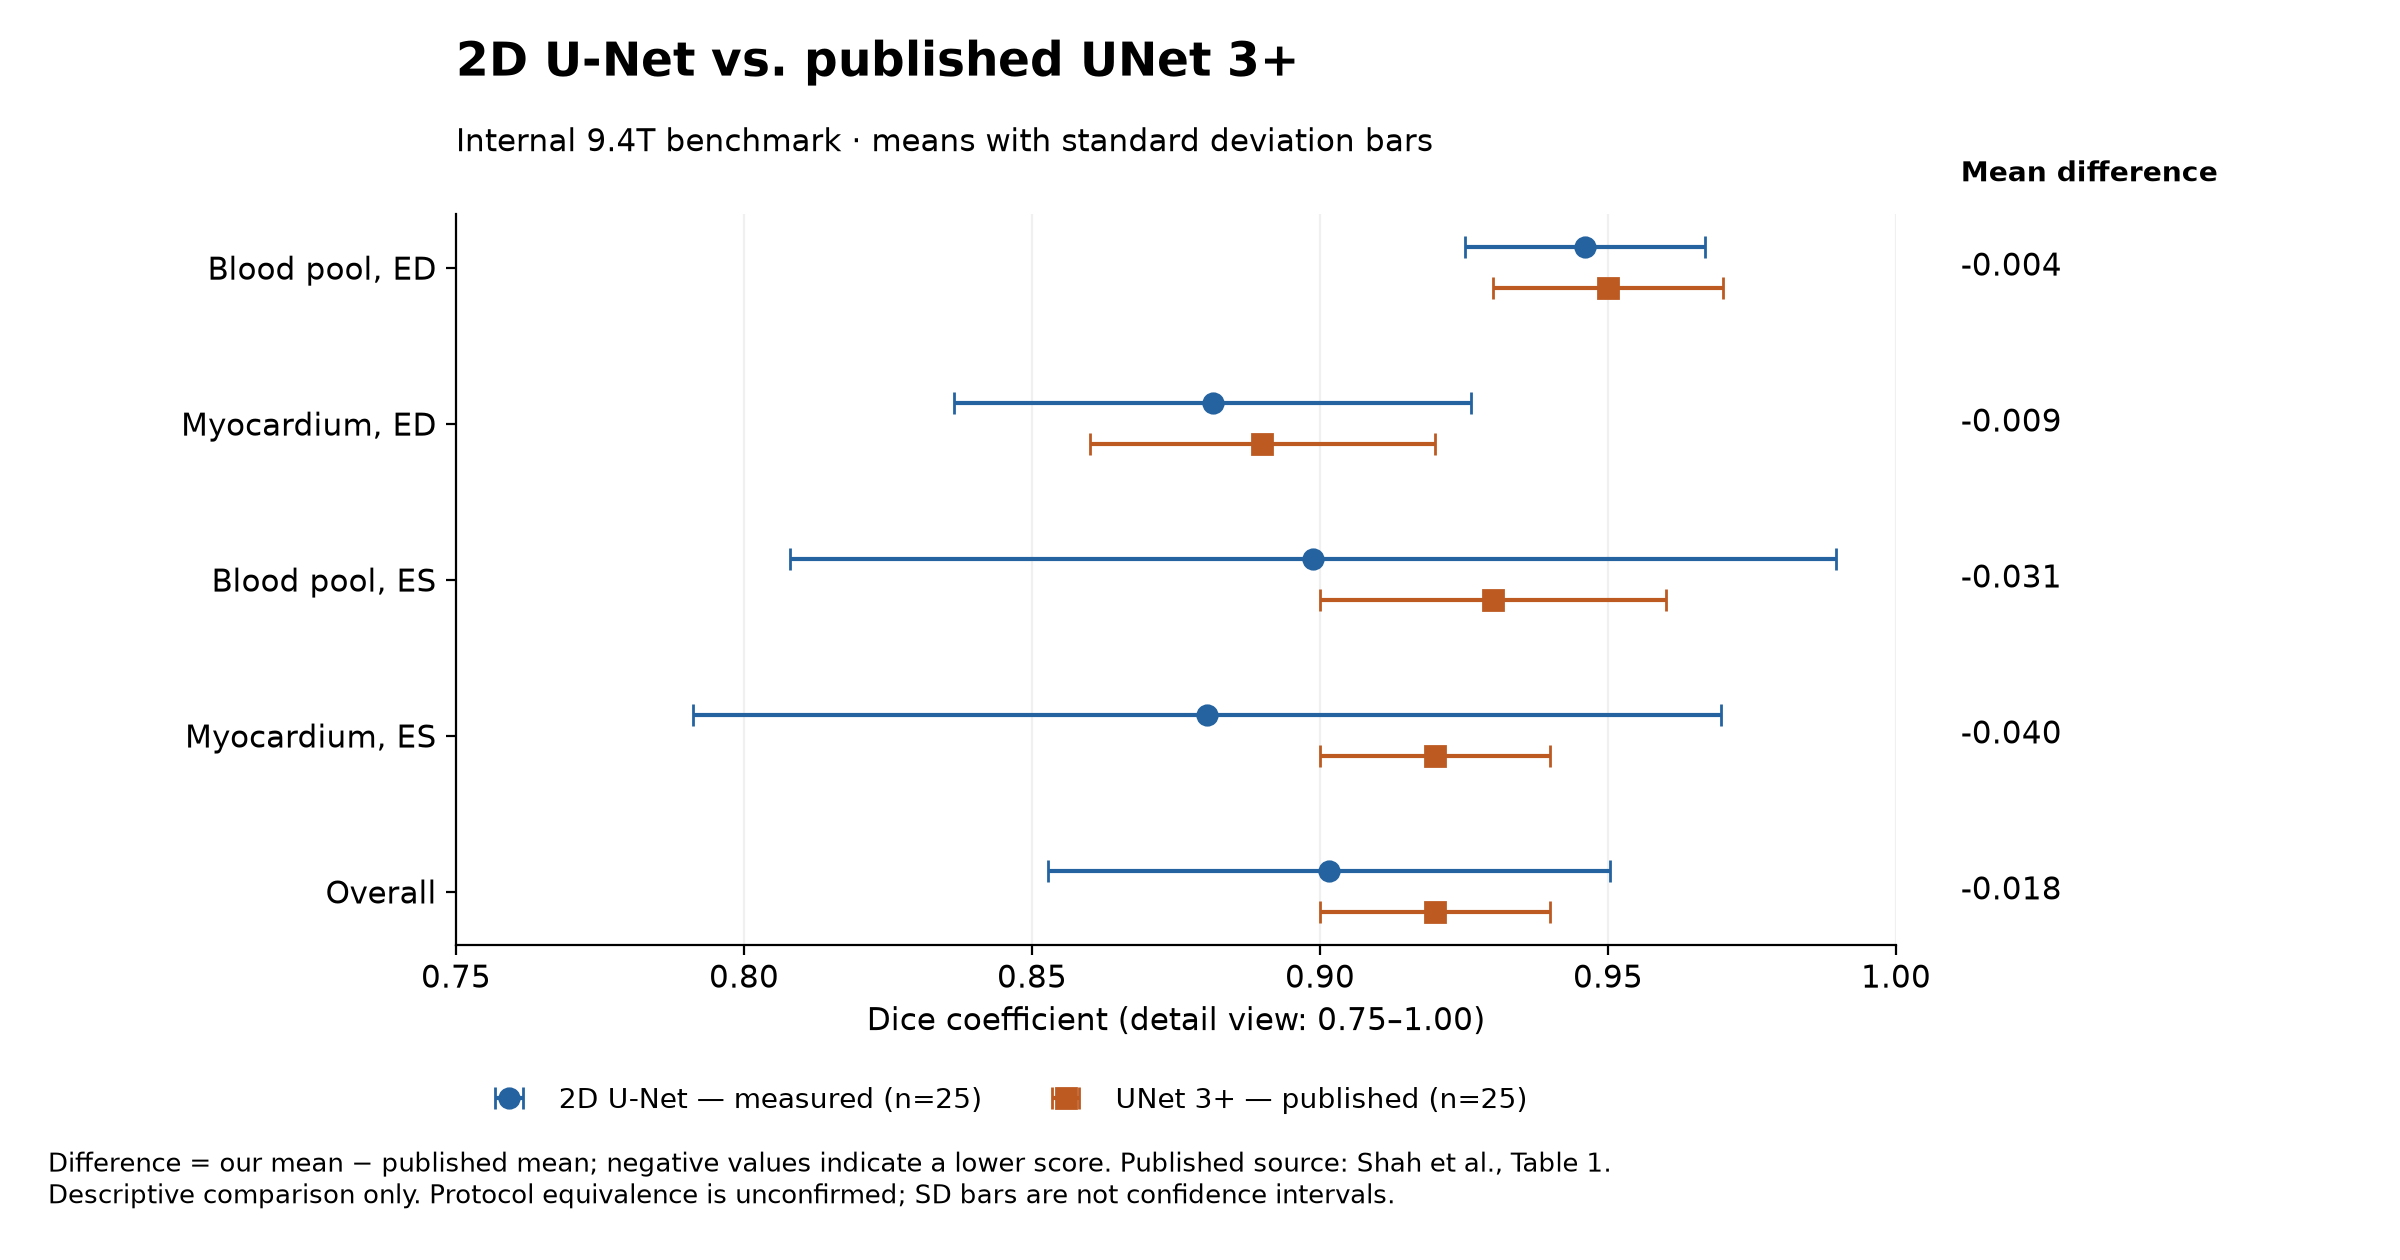 2D U-Net vs. published UNet 3+
Internal 9.4T benchmark · means with standard deviation bars
Mean difference
Blood pool, ED
-0.004
Myocardium, ED
-0.009
Blood pool, ES
-0.031
Myocardium, ES
-0.040
Overall
-0.018
0.75 0.80 0.85 0.90 0.95 1.00
Dice coefficient (detail view: 0.75–1.00)
2D U-Net — measured (n=25)
UNet 3+ — published (n=25)
Difference = our mean − published mean; negative values indicate a lower score. Published source: Shah et al., Table 1.
Descriptive comparison only. Protocol equivalence is unconfirmed; SD bars are not confidence intervals.